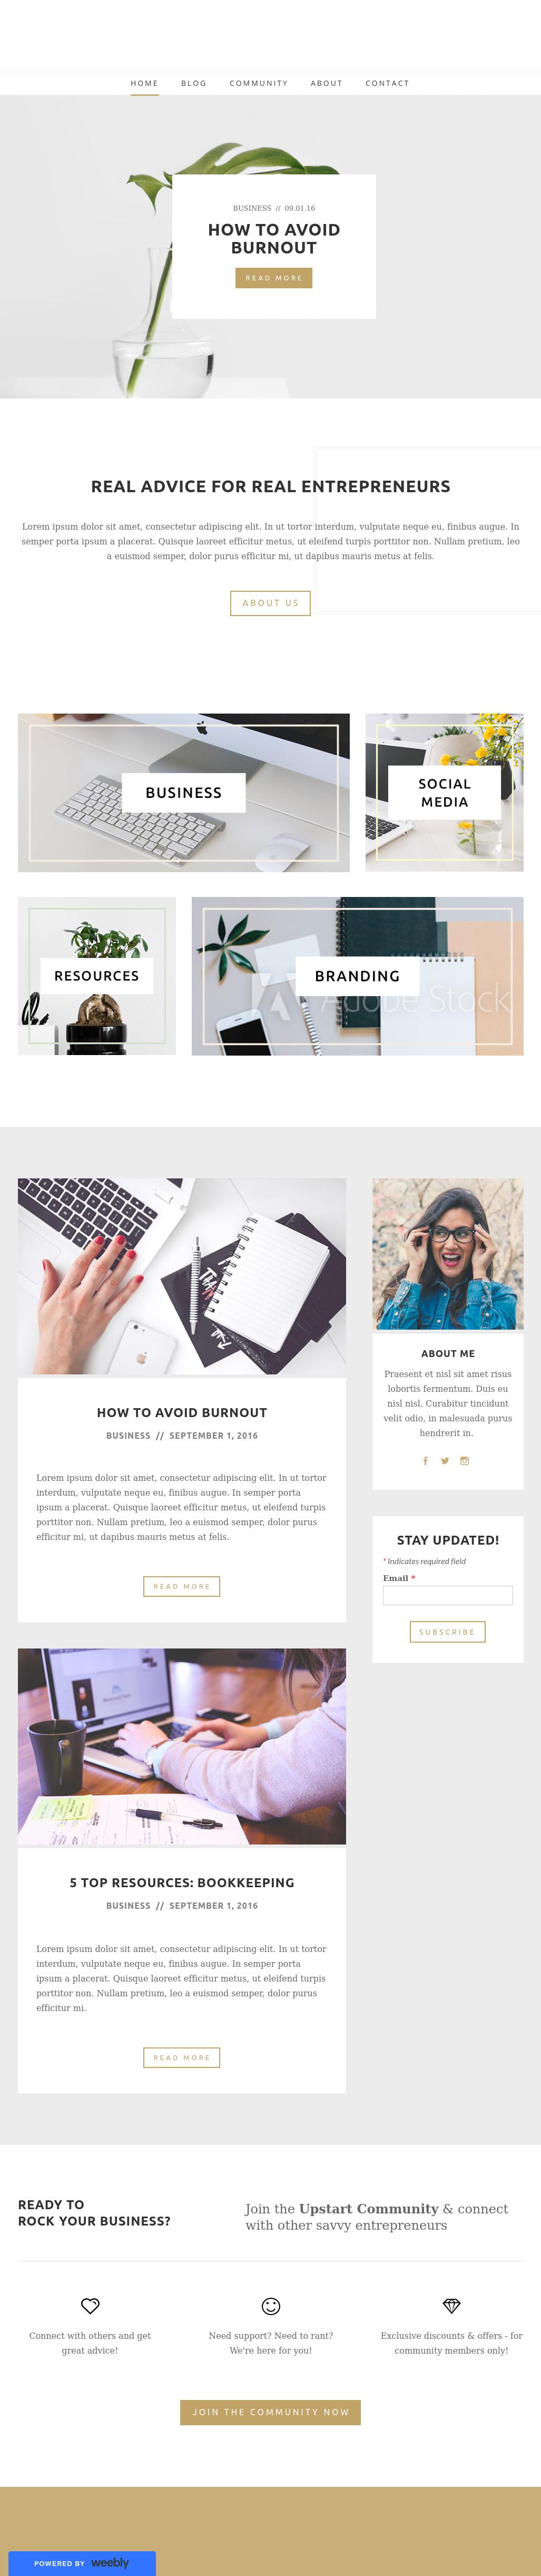 HOME BLOG COMMUNITY ABOUT CONTACT
BUSINESS // 09.01.16
HOW TO AVOID
BURNOUT
READ MORE
REAL ADVICE FOR REAL ENTREPRENEURS
Lorem ipsum dolor sit amet, consectetur adipiscing elit. In ut tortor interdum, vulputate neque eu, finibus augue. In
semper porta ipsum a placerat. Quisque laoreet efficitur metus, ut eleifend turpis porttitor non. Nullam pretium, leo
a euismod semper, dolor purus efficitur mi, ut dapibus mauris metus at felis.
ABOUT US
BUSINESS
SOCIAL
MEDIA
RESOURCES
BRANDING
Adobe Stock
HOW TO AVOID BURNOUT
BUSINESS // SEPTEMBER 1, 2016
Lorem ipsum dolor sit amet, consectetur adipiscing elit. In ut tortor
interdum, vulputate neque eu, finibus augue. In semper porta
ipsum a placerat. Quisque laoreet efficitur metus, ut eleifend turpis
porttitor non. Nullam pretium, leo a euismod semper, dolor purus
efficitur mi, ut dapibus mauris metus at felis.
READ MORE
5 TOP RESOURCES: BOOKKEEPING
BUSINESS // SEPTEMBER 1, 2016
Lorem ipsum dolor sit amet, consectetur adipiscing elit. In ut tortor
interdum, vulputate neque eu, finibus augue. In semper porta
ipsum a placerat. Quisque laoreet efficitur metus, ut eleifend turpis
porttitor non. Nullam pretium, leo a euismod semper, dolor purus
efficitur mi.
READ MORE
ABOUT ME
Praesent et nisl sit amet risus
lobortis fermentum. Duis eu
nisl nisl. Curabitur tincidunt
velit odio, in malesuada purus
hendrerit in.
STAY UPDATED!
* Indicates required field
Email *
SUBSCRIBE
READY TO
ROCK YOUR BUSINESS?
Join the Upstart Community & connect
with other savvy entrepreneurs
Connect with others and get
great advice!
Need support? Need to rant?
We're here for you!
Exclusive discounts & offers - for
community members only!
JOIN THE COMMUNITY NOW
POWERED BY weebly